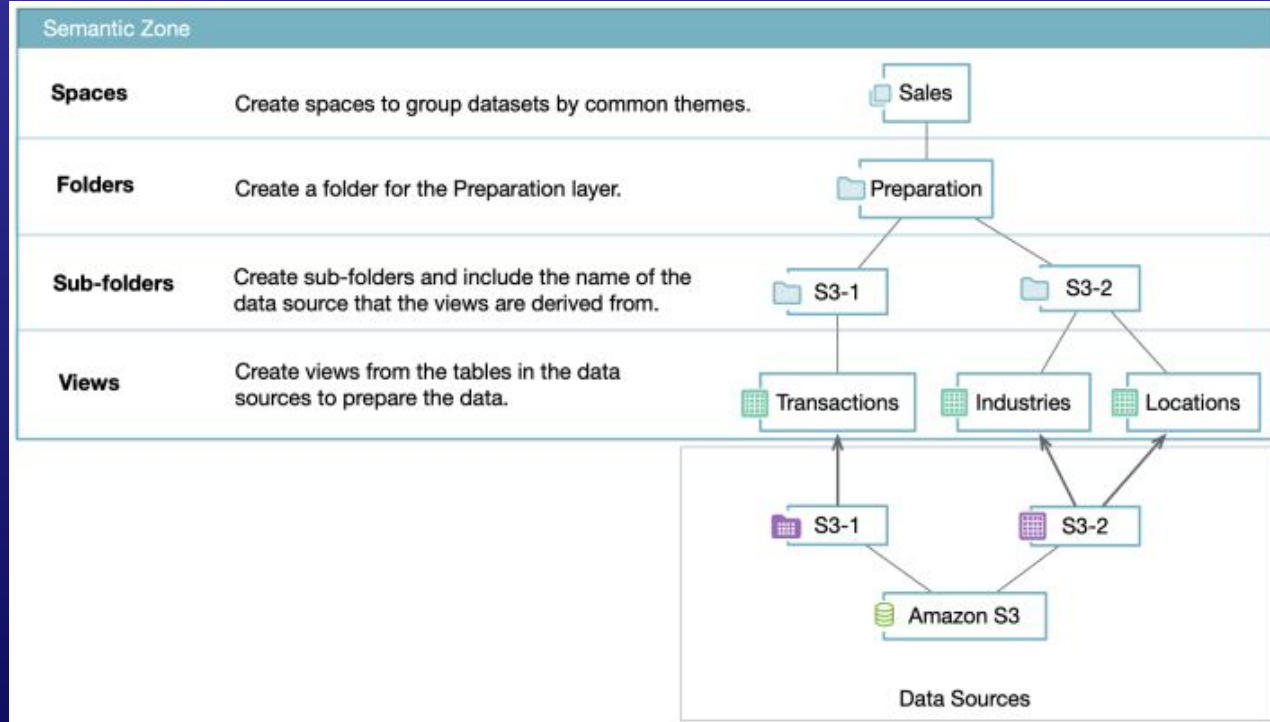 Semantic Zone
Spaces
Create spaces to group datasets by common themes.
Sales
Folders
Create a folder for the Preparation layer.
Preparation
Sub-folders
Create sub-folders and include the name of the
data source that the views are derived from.
S3-1
S3-2
Views
Create views from the tables in the data
sources to prepare the data.
Transactions
Industries
Locations
S3-1
S3-2
Amazon S3
Data Sources